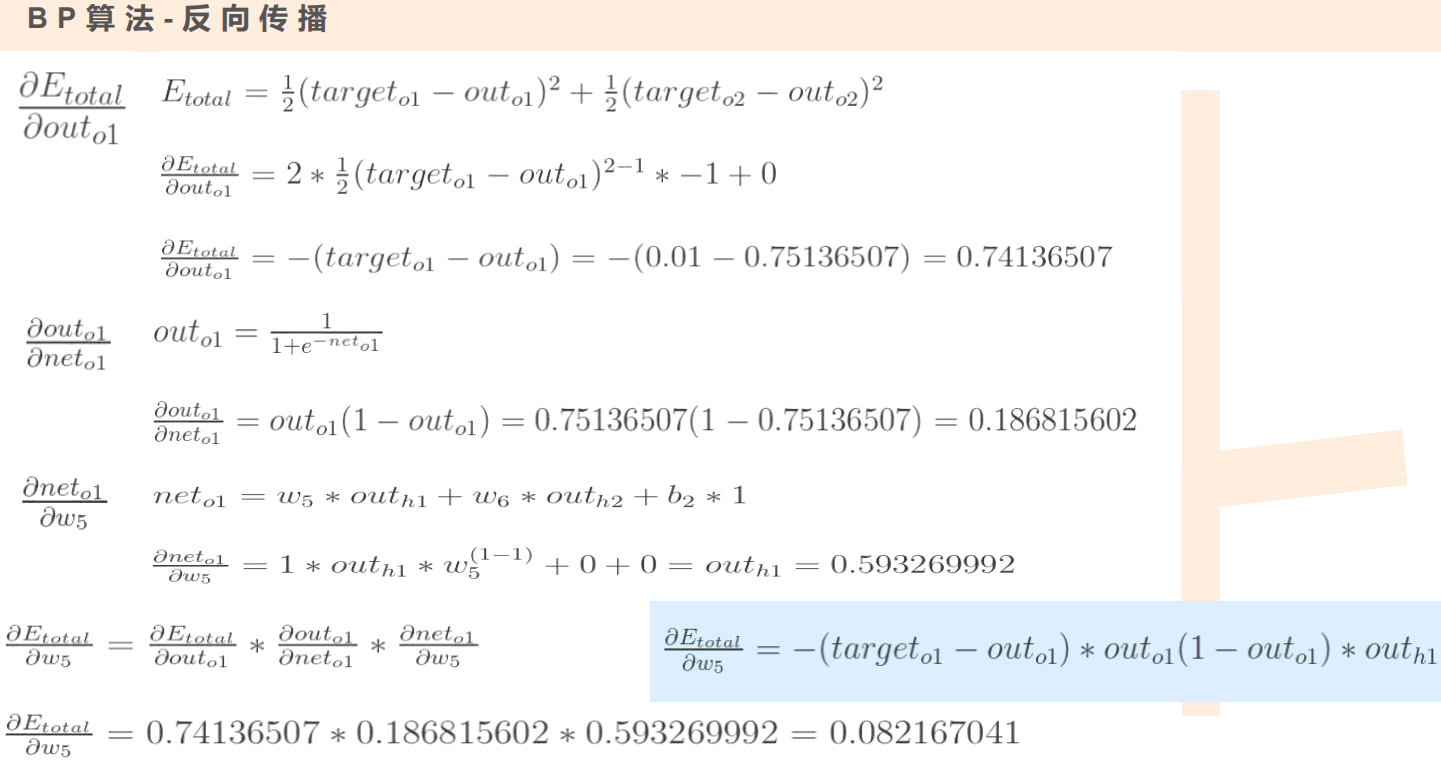 BP算法-反向传播
∂E_total/∂out_o1 E_total = 1/2(target_o1 − out_o1)^2 + 1/2(target_o2 − out_o2)^2
∂E_total/∂out_o1 = 2 * 1/2(target_o1 − out_o1)^(2−1) * −1 + 0
∂E_total/∂out_o1 = −(target_o1 − out_o1) = −(0.01 − 0.75136507) = 0.74136507
∂out_o1/∂net_o1 out_o1 = 1/(1+e^(−net_o1))
∂out_o1/∂net_o1 = out_o1(1 − out_o1) = 0.75136507(1 − 0.75136507) = 0.186815602
∂net_o1/∂w_5 net_o1 = w_5 * out_h1 + w_6 * out_h2 + b_2 * 1
∂net_o1/∂w_5 = 1 * out_h1 * w_5^(1−1) + 0 + 0 = out_h1 = 0.593269992
∂E_total/∂w_5 = ∂E_total/∂out_o1 * ∂out_o1/∂net_o1 * ∂net_o1/∂w_5
∂E_total/∂w_5 = −(target_o1 − out_o1) * out_o1(1 − out_o1) * out_h1
∂E_total/∂w_5 = 0.74136507 * 0.186815602 * 0.593269992 = 0.082167041